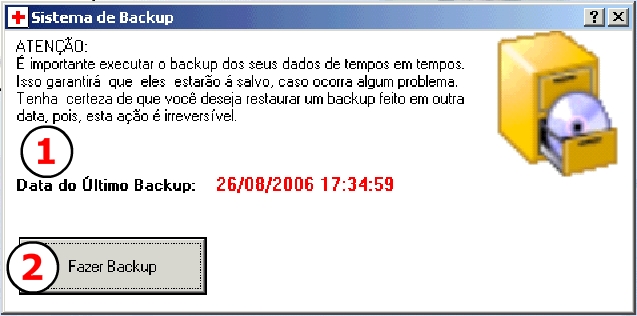 Sistema de Backup
ATENÇÃO:
É importante executar o backup dos seus dados de tempos em tempos.
Isso garantirá que eles estarão á salvo, caso ocorra algum problema.
Tenha certeza de que você deseja restaurar um backup feito em outra
data, pois, esta ação é irreversível.
1
Data do Último Backup: 26/08/2006 17:34:59
2 Fazer Backup